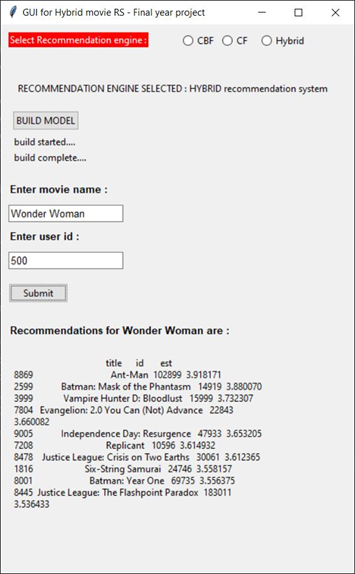 GUI for Hybrid movie RS - Final year project
Select Recommendation engine : CBF CF Hybrid
RECOMMENDATION ENGINE SELECTED : HYBRID recommendation system
BUILD MODEL
build started....
build complete....
Enter movie name :
Wonder Woman
Enter user id :
500
Submit
Recommendations for Wonder Woman are :
title id est
8869 Ant-Man 102899 3.918171
2599 Batman: Mask of the Phantasm 14919 3.880070
3999 Vampire Hunter D: Bloodlust 15999 3.732307
7804 Evangelion: 2.0 You Can (Not) Advance 22843
3.660082
9005 Independence Day: Resurgence 47933 3.653205
7208 Replicant 10596 3.614932
8478 Justice League: Crisis on Two Earths 30061 3.612365
1816 Six-String Samurai 24746 3.558157
8001 Batman: Year One 69735 3.556375
8445 Justice League: The Flashpoint Paradox 183011
3.536433